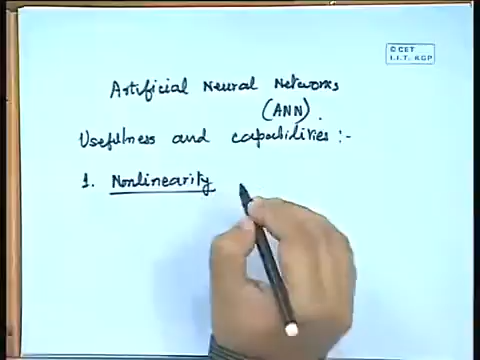 © CET
I.I.T. KGP
Artificial Neural Networks
(ANN).
Usefulness and capabilities :-
1. Nonlinearity